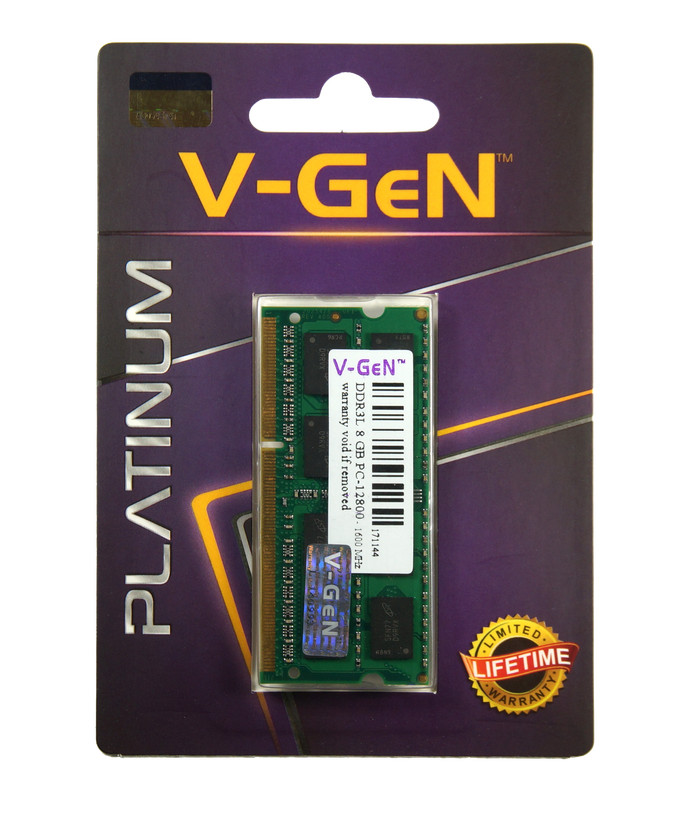 V-GeN™
PLATINUM
V-GeN™
DDR3L 8 GB PC-12800 - 1600 MHz
warranty void if removed
171144
V-GeN
LIMITED
LIFETIME
WARRANTY